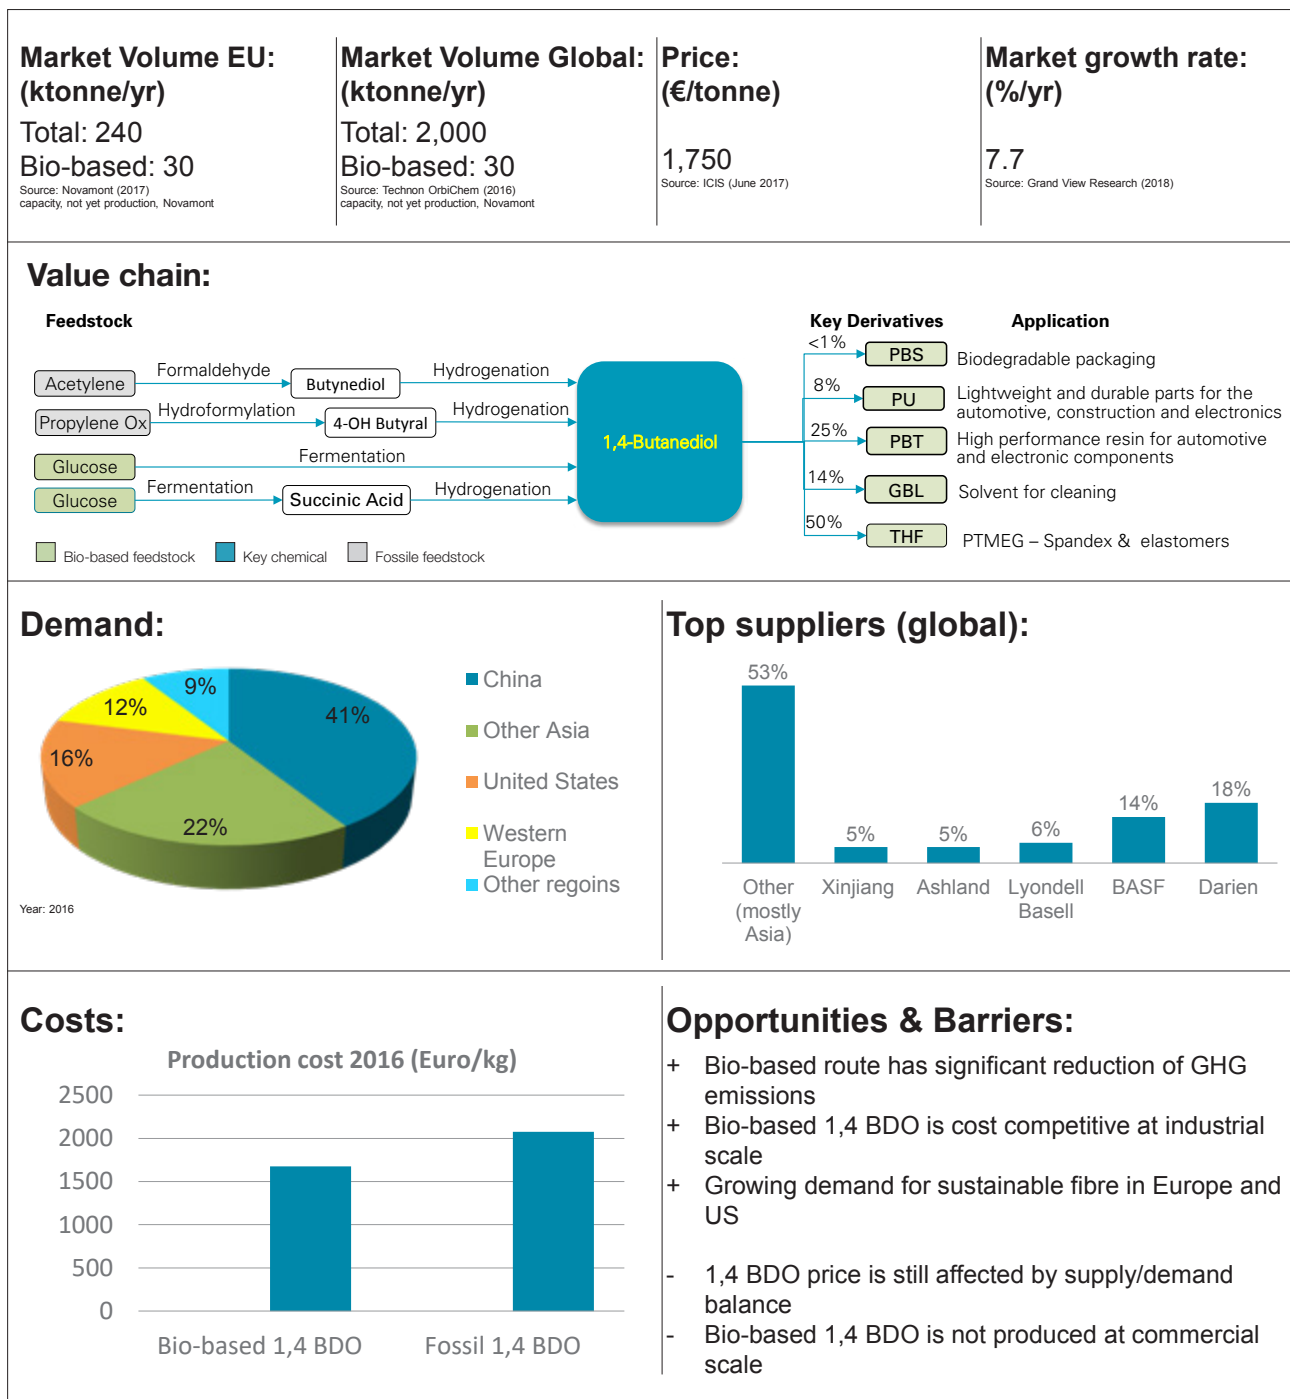 Market Volume EU:
(ktonne/yr)
Total: 240
Bio-based: 30
Source: Novamont (2017)
capacity, not yet production, Novamont
Market Volume Global:
(ktonne/yr)
Total: 2,000
Bio-based: 30
Source: Technon OrbiChem (2016)
capacity, not yet production, Novamont
Price:
(€/tonne)
1,750
Source: ICIS (June 2017)
Market growth rate:
(%/yr)
7.7
Source: Grand View Research (2018)
Value chain:
Feedstock
Key Derivatives
Application
Acetylene
Formaldehyde
Butynediol
Hydrogenation
Propylene Ox
Hydroformylation
4-OH Butyral
Hydrogenation
Glucose
Fermentation
Glucose
Fermentation
Succinic Acid
Hydrogenation
1,4-Butanediol
<1%
PBS
Biodegradable packaging
8%
PU
Lightweight and durable parts for the
automotive, construction and electronics
25%
PBT
High performance resin for automotive
and electronic components
14%
GBL
Solvent for cleaning
50%
THF
PTMEG – Spandex & elastomers
Bio-based feedstock
Key chemical
Fossile feedstock
Demand:
9%
12%
41%
16%
22%
China
Other Asia
United States
Western
Europe
Other regoins
Year: 2016
Top suppliers (global):
53%
5%
5%
6%
14%
18%
Other
(mostly
Asia)
Xinjiang
Ashland
Lyondell
Basell
BASF
Darien
Costs:
Production cost 2016 (Euro/kg)
2500
2000
1500
1000
500
0
Bio-based 1,4 BDO
Fossil 1,4 BDO
Opportunities & Barriers:
+ Bio-based route has significant reduction of GHG
emissions
+ Bio-based 1,4 BDO is cost competitive at industrial
scale
+ Growing demand for sustainable fibre in Europe and
US
- 1,4 BDO price is still affected by supply/demand
balance
- Bio-based 1,4 BDO is not produced at commercial
scale